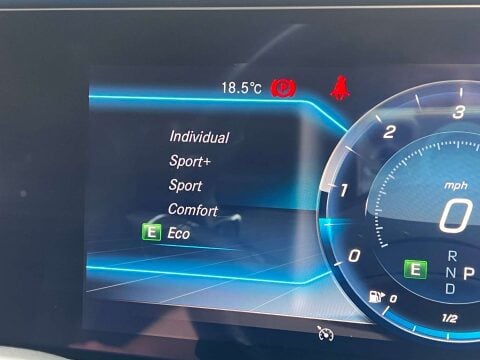 18.5°C P
Individual
Sport+
Sport
Comfort
E Eco
3
2
1
0
mph
0
R
N
E P
D
0
1/2